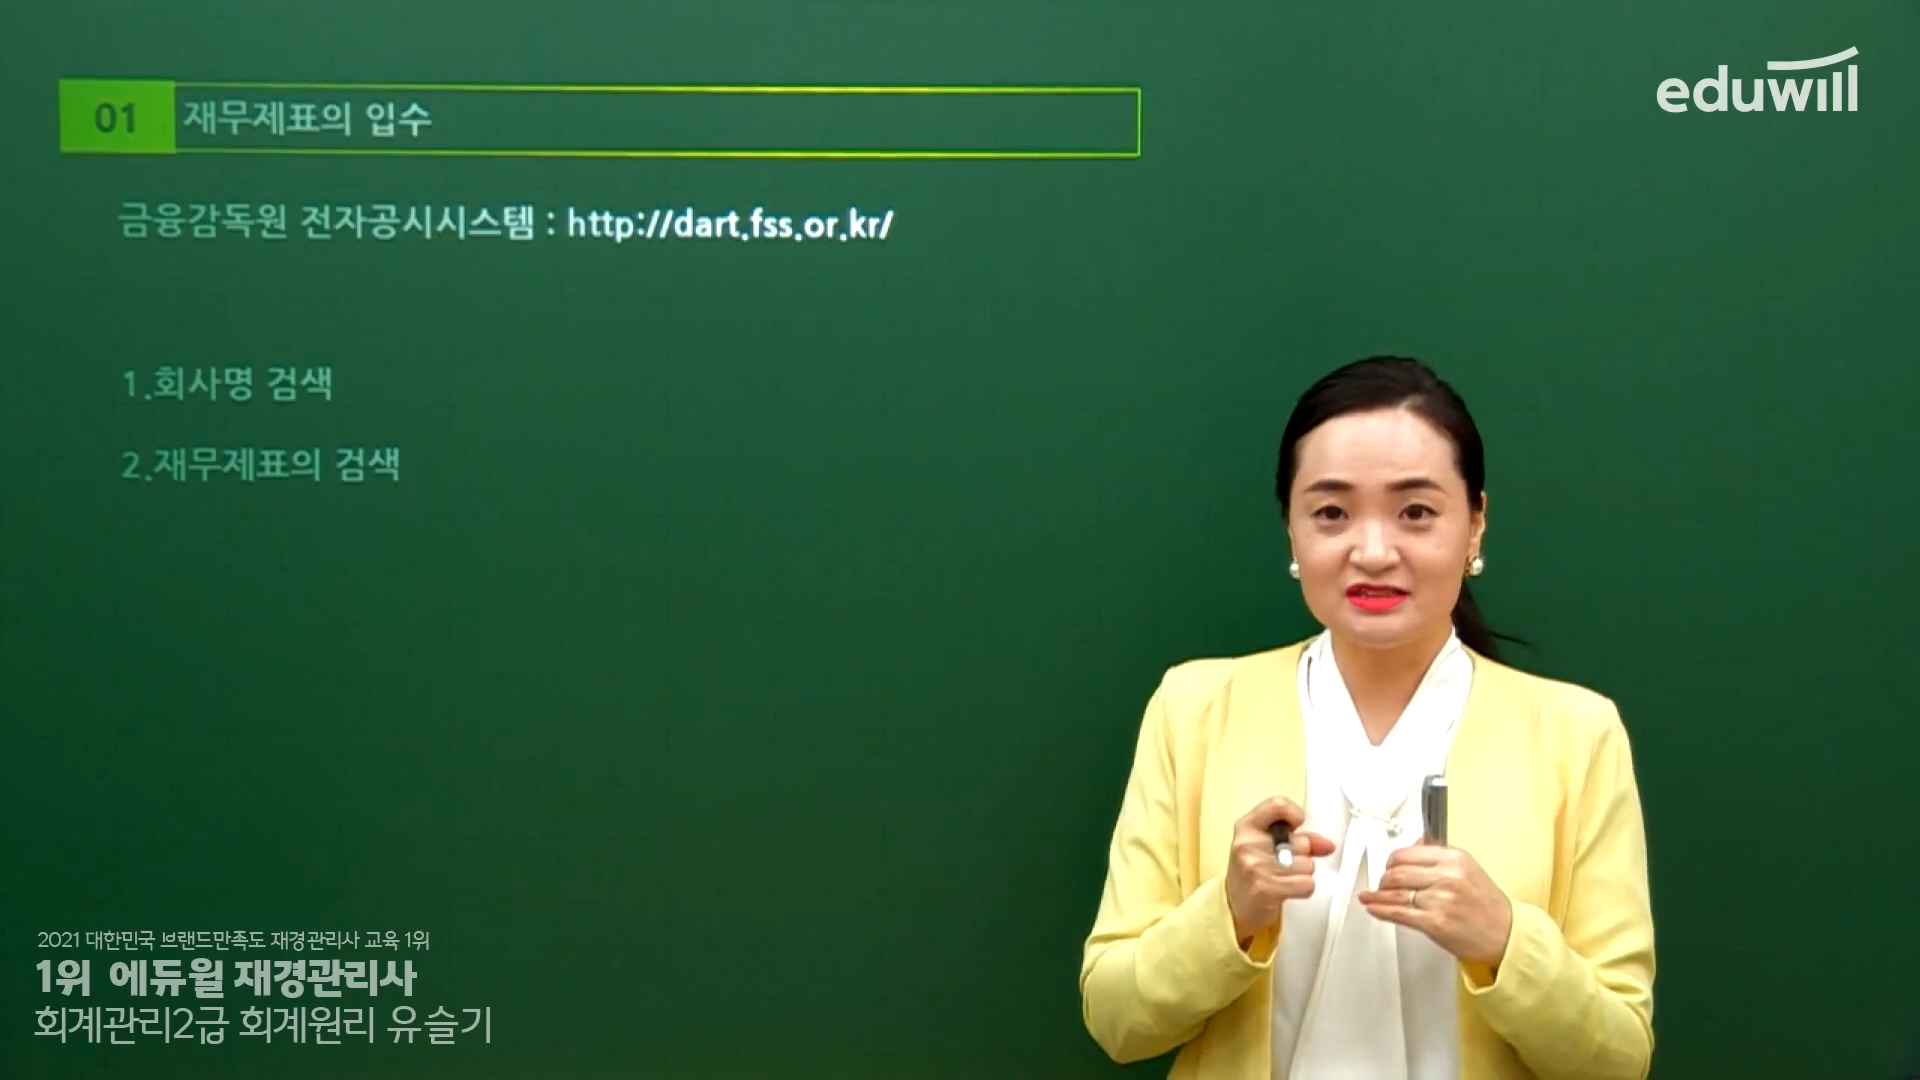 eduwill
01 재무제표의 입수
금융감독원 전자공시시스템 : http://dart.fss.or.kr/
1.회사명 검색
2.재무제표의 검색
2021 대한민국 브랜드만족도 재경관리사 교육 1위
1위 에듀윌 재경관리사
회계관리2급 회계원리 유슬기